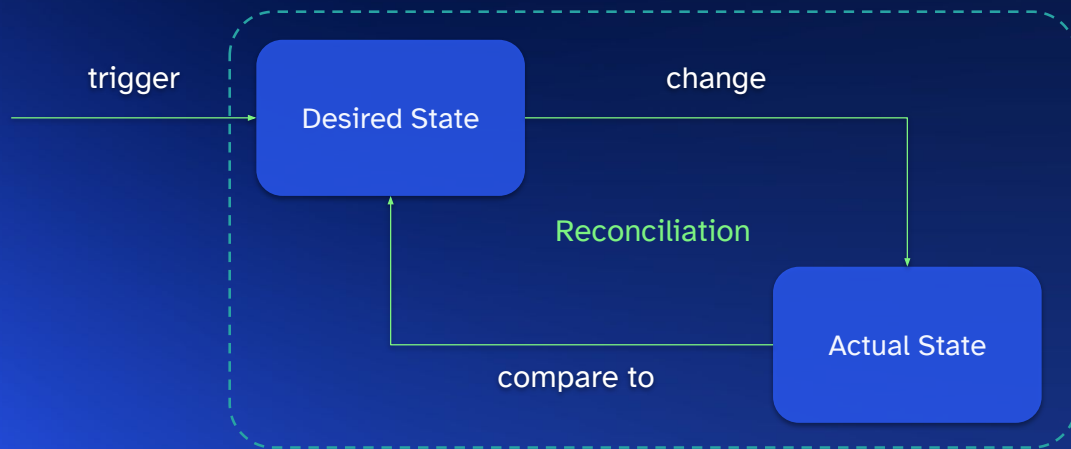 trigger
change
Desired State
Reconciliation
Actual State
compare to